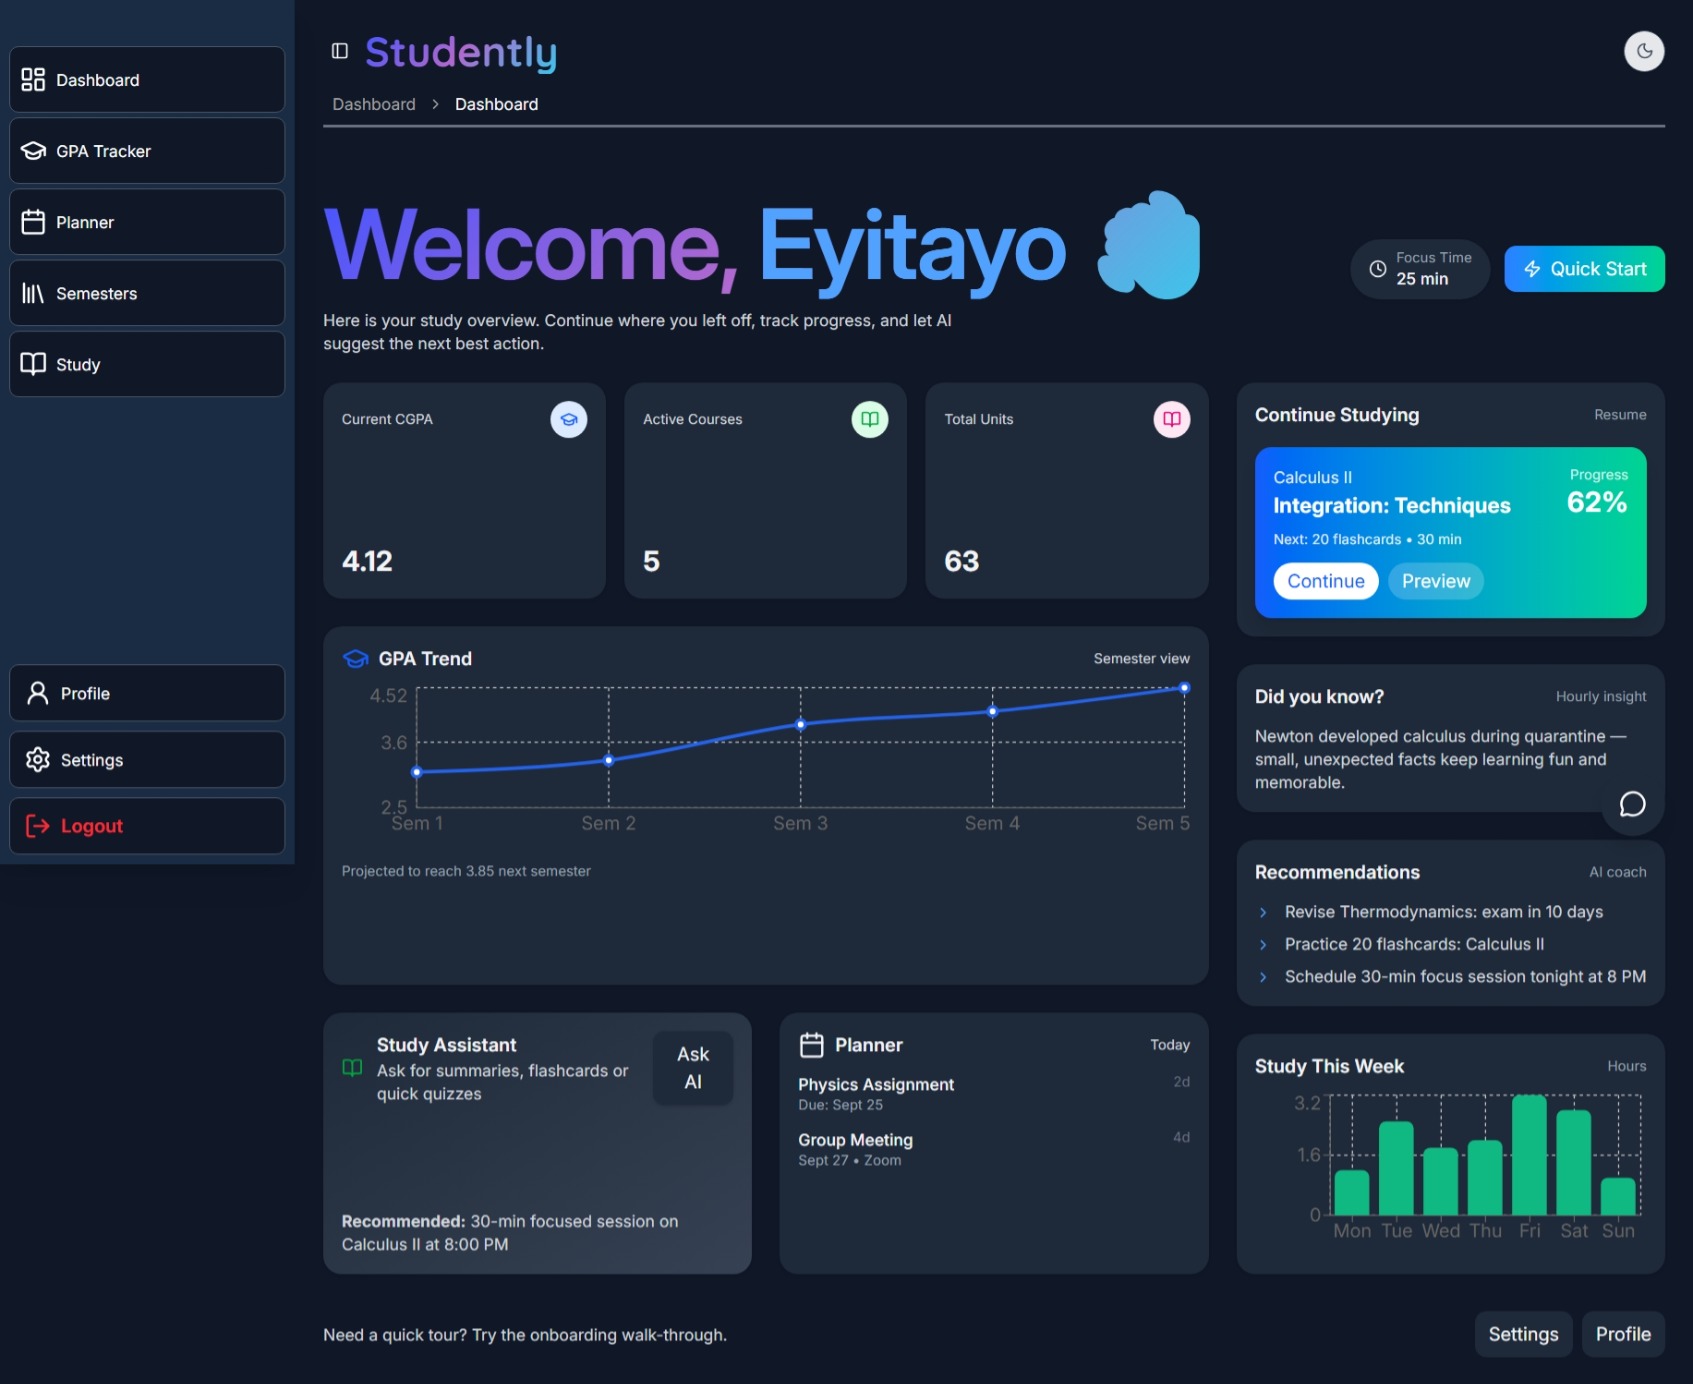 Dashboard
GPA Tracker
Planner
Semesters
Study
Profile
Settings
Logout
Studently
Dashboard > Dashboard
Welcome, Eyitayo
Here is your study overview. Continue where you left off, track progress, and let AI
suggest the next best action.
Focus Time
25 min
Quick Start
Current CGPA
4.12
Active Courses
5
Total Units
63
GPA Trend
Semester view
4.52
3.6
2.5
Sem 1 Sem 2 Sem 3 Sem 4 Sem 5
Projected to reach 3.85 next semester
Study Assistant
Ask for summaries, flashcards or
quick quizzes
Ask
AI
Recommended: 30-min focused session on
Calculus II at 8:00 PM
Planner
Today
Physics Assignment
2d
Due: Sept 25
Group Meeting
4d
Sept 27 • Zoom
Continue Studying
Resume
Calculus II
Integration: Techniques
Progress
62%
Next: 20 flashcards • 30 min
Continue
Preview
Did you know?
Hourly insight
Newton developed calculus during quarantine —
small, unexpected facts keep learning fun and
memorable.
Recommendations
AI coach
Revise Thermodynamics: exam in 10 days
Practice 20 flashcards: Calculus II
Schedule 30-min focus session tonight at 8 PM
Study This Week
Hours
3.2
1.6
0
Mon Tue Wed Thu Fri Sat Sun
Need a quick tour? Try the onboarding walk-through.
Settings
Profile